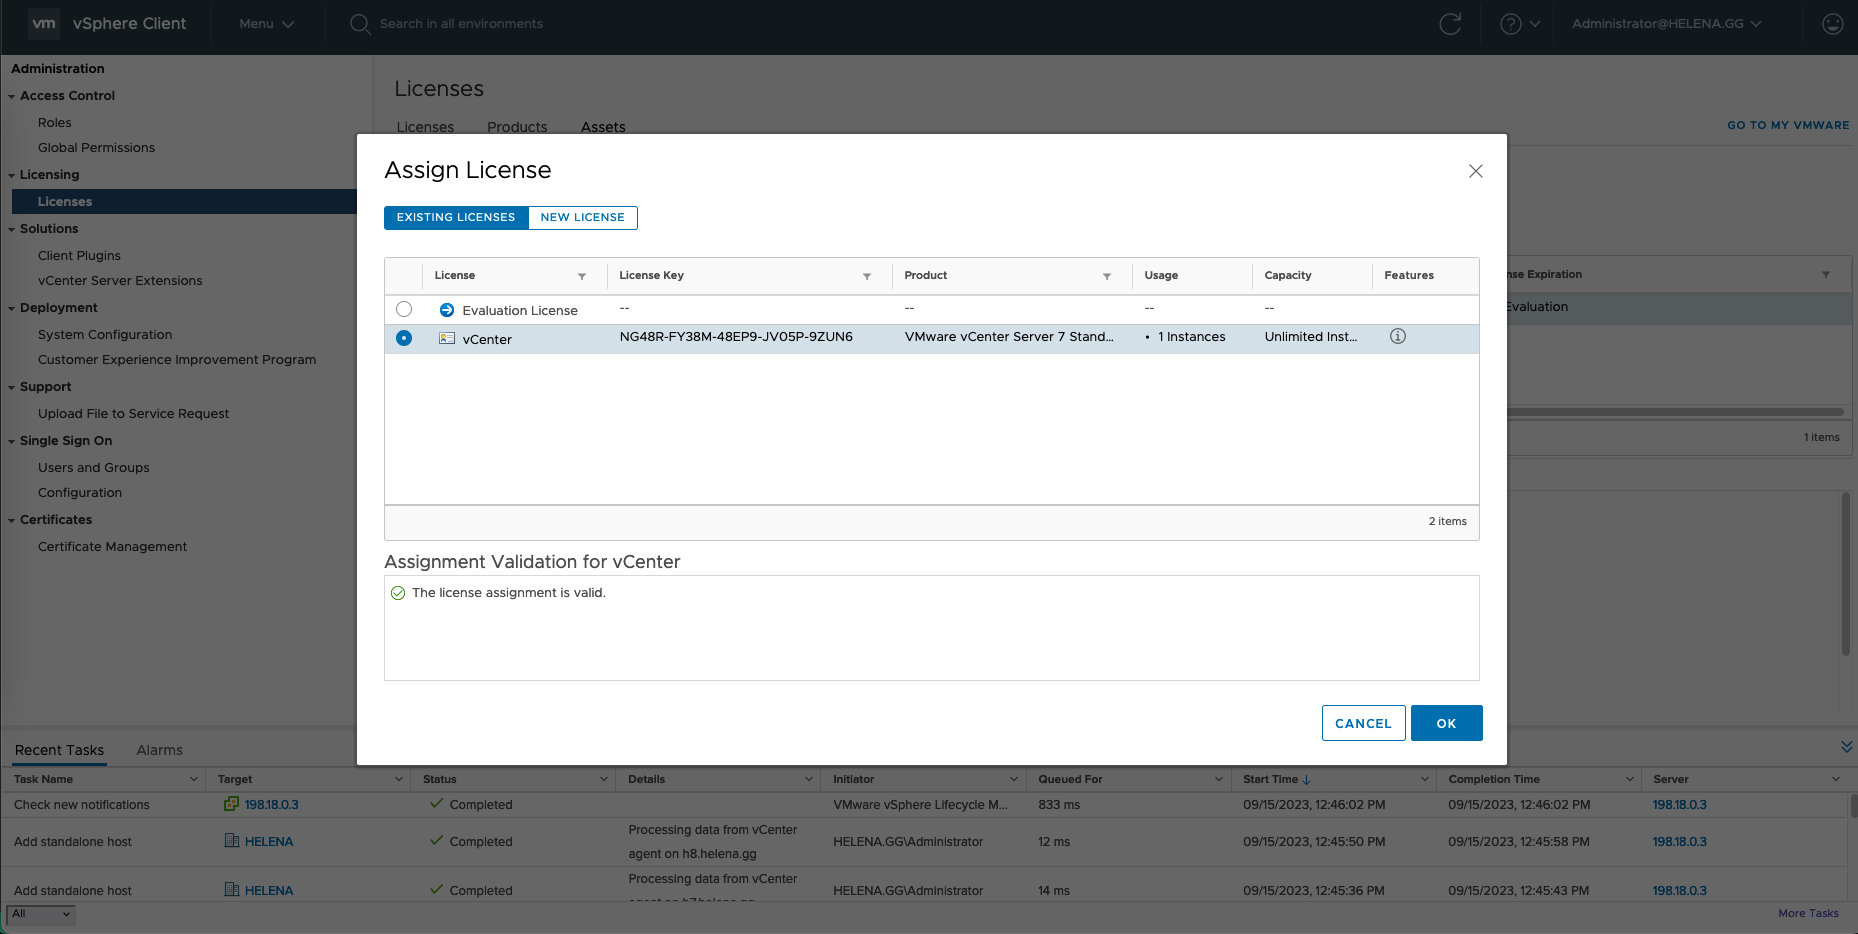 vm vSphere Client Menu Search in all environments Administrator@HELENA.GG
Administration
Access Control
Roles
Global Permissions
Licensing
Licenses
Solutions
Client Plugins
vCenter Server Extensions
Deployment
System Configuration
Customer Experience Improvement Program
Support
Upload File to Service Request
Single Sign On
Users and Groups
Configuration
Certificates
Certificate Management
Licenses
Licenses Products Assets
GO TO MY VMWARE
nse Expiration
Evaluation
1 items
Assign License
EXISTING LICENSES NEW LICENSE
License License Key Product Usage Capacity Features
Evaluation License -- -- -- --
vCenter NG48R-FY38M-48EP9-JV05P-9ZUN6 VMware vCenter Server 7 Stand... • 1 Instances Unlimited Inst...
2 items
Assignment Validation for vCenter
The license assignment is valid.
CANCEL OK
Recent Tasks Alarms
Task Name Target Status Details Initiator Queued For Start Time Completion Time Server
Check new notifications 198.18.0.3 Completed VMware vSphere Lifecycle M... 833 ms 09/15/2023, 12:46:02 PM 09/15/2023, 12:46:02 PM 198.18.0.3
Add standalone host HELENA Completed Processing data from vCenter HELENA.GG\Administrator 12 ms 09/15/2023, 12:45:50 PM 09/15/2023, 12:45:58 PM 198.18.0.3
agent on h8.helena.gg
Add standalone host HELENA Completed Processing data from vCenter HELENA.GG\Administrator 14 ms 09/15/2023, 12:45:36 PM 09/15/2023, 12:45:43 PM 198.18.0.3
agent on h7.helena.gg
All
More Tasks